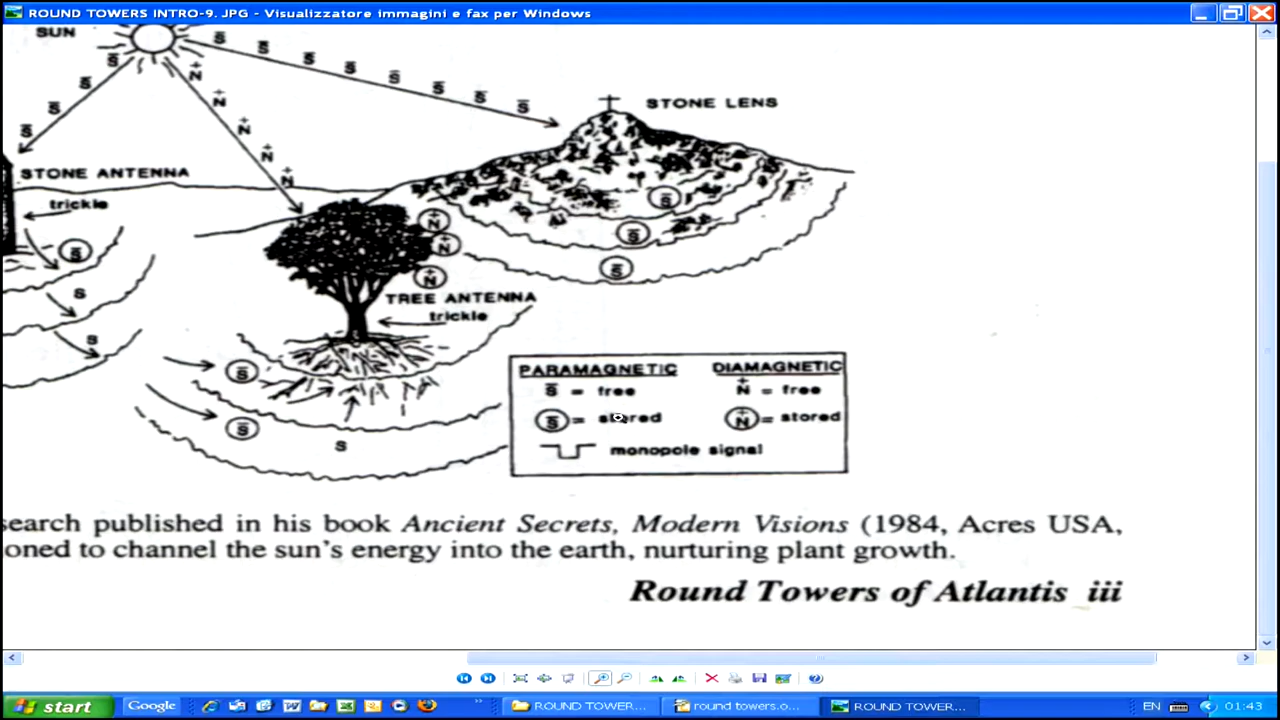 ROUND TOWERS INTRO-9. JPG - Visualizzatore immagini e fax per Windows
SUN
S̄ S̄ S̄ S̄ S̄ S̄ S̄ S̄
S̄ S̄ S̄ S̄
N⁺ N⁺ N⁺ N⁺ N⁺
STONE LENS
STONE ANTENNA
trickle
S̄
S
S
S̄
S̄
S̄
N⁺
N⁺
N⁺
TREE ANTENNA
trickle
S̄
S̄
S
PARAMAGNETIC DIAMAGNETIC
S̄ = free N⁺ = free
S̄ = stored N⁺ = stored
monopole signal
search published in his book Ancient Secrets, Modern Visions (1984, Acres USA,
oned to channel the sun's energy into the earth, nurturing plant growth.
Round Towers of Atlantis iii
start Google ROUND TOWER... round towers.o... ROUND TOWER... EN 01:43